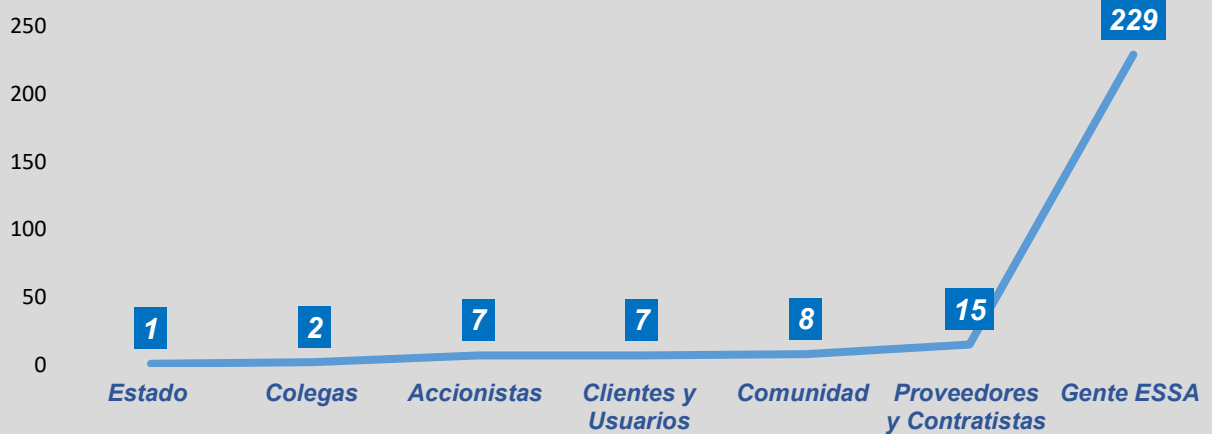 250
200
150
100
50
0
229
1
2
7
7
8
15
Estado
Colegas
Accionistas
Clientes y
Usuarios
Comunidad
Proveedores
y Contratistas
Gente ESSA